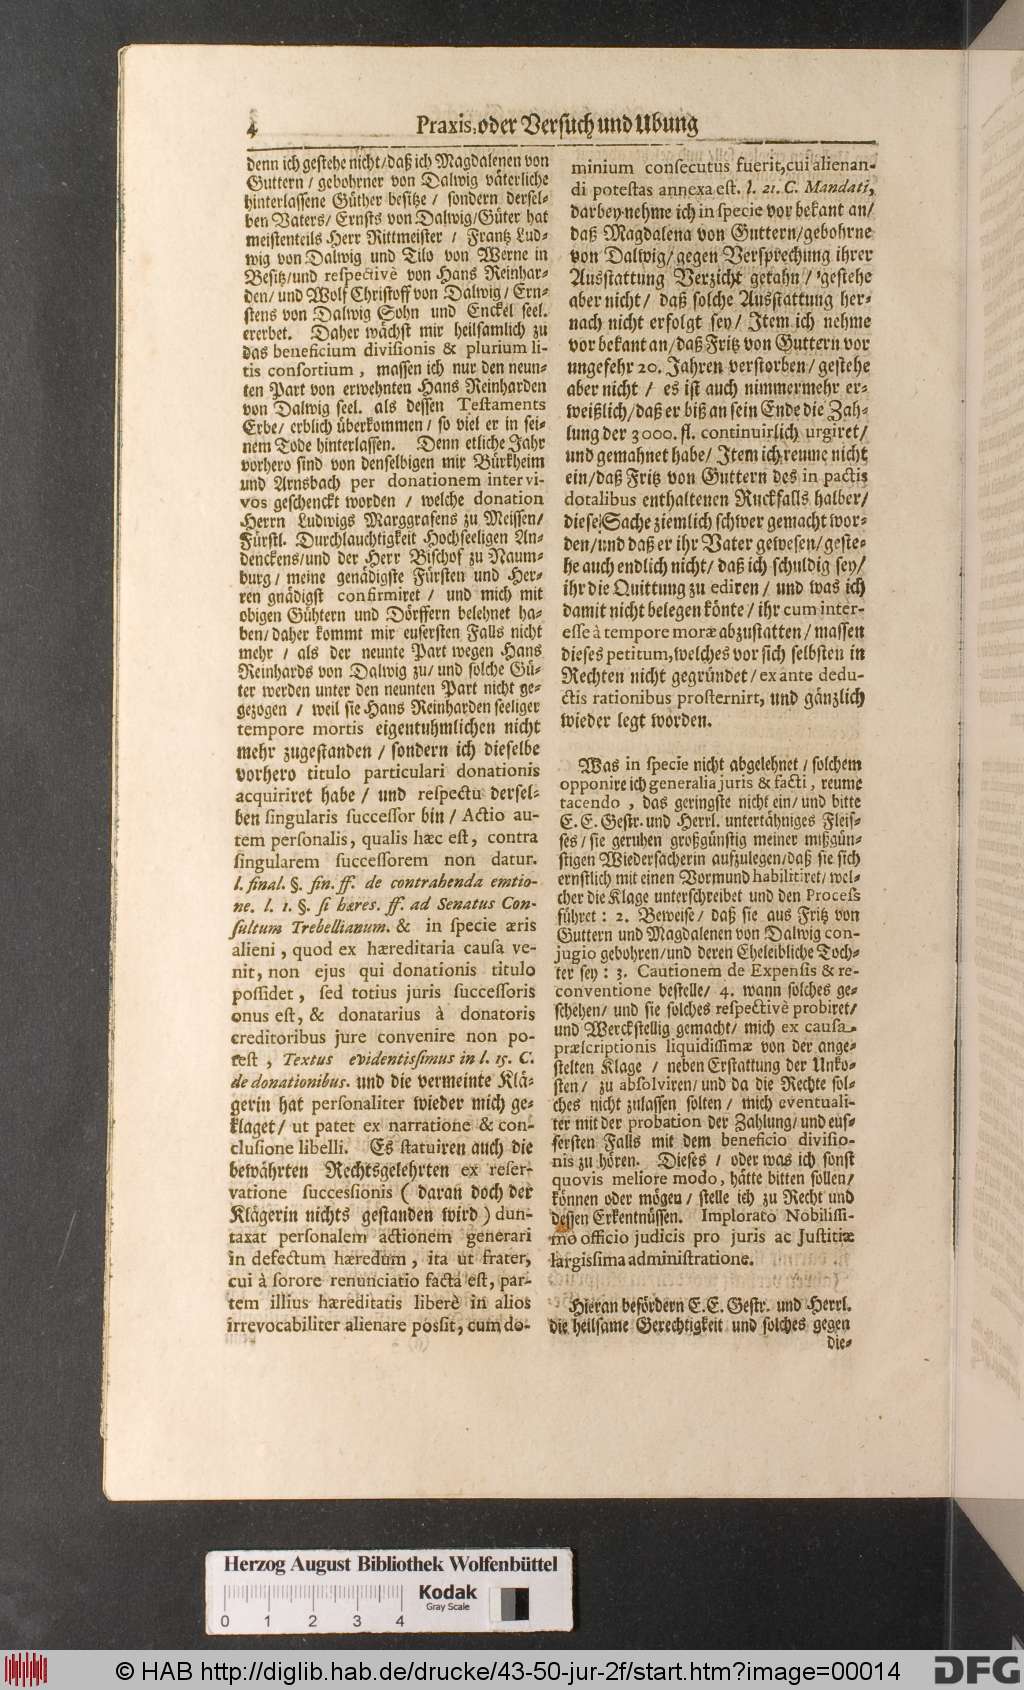 4 Praxis, oder Versuch und Ubung
denn ich gestehe nicht/ daß ich Magdalenen von
Guttern / gebohrner von Dalwig väterliche
hinterlassene Güther besitze / sondern dersel-
ben Vaters/ Ernsts von Dalwig/ Güter hat
meistenteils Herr Rittmeister / Frantz Lud-
wig von Dalwig und Tilo von Werne in
Besitz/ und respectivè von Hans Reinhar-
den/ und Wolf Christoff von Dalwig / Ern-
stens von Dalwig Sohn und Enckel seel.
ererbet. Daher wächst mir heilsamlich zu
das beneficium divisionis & plurium li-
tis consortium, massen ich nur den neun-
ten Part von erwehnten Hans Reinharden
von Dalwig seel. als dessen Testaments
Erbe/ erblich überkommen / so viel er in sei-
nem Tode hinterlassen. Denn etliche Jahr
vorhero sind von denselbigen mir Bürkheim
und Arnsbach per donationem inter vi-
vos geschenckt worden / welche donation
Herrn Ludwigs Marggrafens zu Meissen/
Fürstl. Durchlauchtigkeit Hochseeligen An-
denckens/ und der Herr Bischof zu Naum-
burg / meine genädigste Fürsten und Her-
ren gnädigst confirmiret / und mich mit
obigen Gühtern und Dörffern belehnet ha-
ben/ daher kommt mir eusersten Falls nicht
mehr / als der neunte Part wegen Hans
Reinhards von Dalwig zu/ und solche Gü-
ter werden unter den neunten Part nicht ge-
gezogen / weil sie Hans Reinharden seeliger
tempore mortis eigentuhmlichen nicht
mehr zugestanden / sondern ich dieselbe
vorhero titulo particulari donationis
acquiriret habe / und respectu dersel-
ben singularis successor bin / Actio au-
tem personalis, qualis hæc est, contra
singularem successorem non datur.
l. final. §. fin. ff. de contrahenda emtio-
ne. l. 1. §. si hæres. ff. ad Senatus Con-
sultum Trebellianum. & in specie æris
alieni, quod ex hæreditaria causa ve-
nit, non ejus qui donationis titulo
possidet, sed totius juris successoris
onus est, & donatarius à donatoris
creditoribus jure convenire non po-
test, Textus evidentissimus in l. 15. C.
de donationibus. und die vermeinte Klä-
gerin hat personaliter wieder mich ge-
klaget/ ut patet ex narratione & con-
clusione libelli. Es statuiren auch die
bewährten Rechtsgelehrten ex reser-
vatione successionis ( daran doch der
Klägerin nichts gestanden wird ) dun-
taxat personalem actionem generari
in defectum hæredum, ita ut frater,
cui à sorore renunciatio facta est, par-
tem illius hæreditatis liberè in alios
irrevocabiliter alienare possit, cum do-
minium consecutus fuerit, cui alienan-
di potestas annexa est. l. 21. C. Mandati,
darbey nehme ich in specie vor bekant an/
daß Magdalena von Guttern/ gebohrne
von Dalwig/ gegen Versprechung ihrer
Ausstattung Verzicht getahn / gestehe
aber nicht/ daß solche Ausstattung her-
nach nicht erfolgt sey/ Item ich nehme
vor bekant an/ daß Fritz von Guttern vor
ungefehr 20. Jahren verstorben/ gestehe
aber nicht / es ist auch nimmermehr er-
weißlich/ daß er biß an sein Ende die Zah-
lung der 3000. fl. continuirlich urgiret/
und gemahnet habe/ Item ich reume nicht
ein/ daß Fritz von Guttern des in pactis
dotalibus enthaltenen Ruckfalls halber/
diese Sache ziemlich schwer gemacht wor-
den/ und daß er ihr Vater gewesen/ geste-
he auch endlich nicht/ daß ich schuldig sey/
ihr die Quittung zu ediren / und was ich
damit nicht belegen könte / ihr cum inter-
esse à tempore moræ abzustatten / massen
dieses petitum, welches vor sich selbsten in
Rechten nicht gegründet / ex ante dedu-
ctis rationibus prosternirt, und gänzlich
wieder legt worden.
Was in specie nicht abgelehnet / solchem
opponire ich generalia juris & facti, reume
tacendo, das geringste nicht ein/ und bitte
E. E. Gestr. und Herrl. untertähniges Fleis-
ses / sie geruhen großgünstig meiner mißgün-
stigen Wiedersacherin aufzulegen/ daß sie sich
ernstlich mit einen Vormund habilitiret/ wel-
cher die Klage unterschreibet und den Process
führet : 2. Beweise/ daß sie aus Fritz von
Guttern und Magdalenen von Dalwig con-
jugio gebohren/ und deren Eheleibliche Toch-
ter sey : 3. Cautionem de Expensis & re-
conventione bestelle/ 4. wann solches ge-
schehen/ und sie solches respectivè probiret/
und Werckstellig gemacht/ mich ex causa
præscriptionis liquidissimæ von der ange-
stelten Klage / neben Erstattung der Unko-
sten/ zu absolviren/ und da die Rechte sol-
ches nicht zulassen solten / mich eventuali-
ter mit der probation der Zahlung/ und eus-
sersten Falls mit dem beneficio divisio-
nis zu hören. Dieses / oder was ich sonst
quovis meliore modo, hätte bitten sollen/
können oder mögen / stelle ich zu Recht und
dessen Erkentnüssen. Implorato Nobilissi-
mo officio judicis pro juris ac Justitiæ
largissima administratione.
Hieran befördern E. E. Gestr. und Herrl.
die heilsame Gerechtigkeit und solches gegen
die-
Herzog August Bibliothek Wolfenbüttel
0 1 2 3 4
Kodak
Gray Scale
© HAB http://diglib.hab.de/drucke/43-50-jur-2f/start.htm?image=00014
DFG